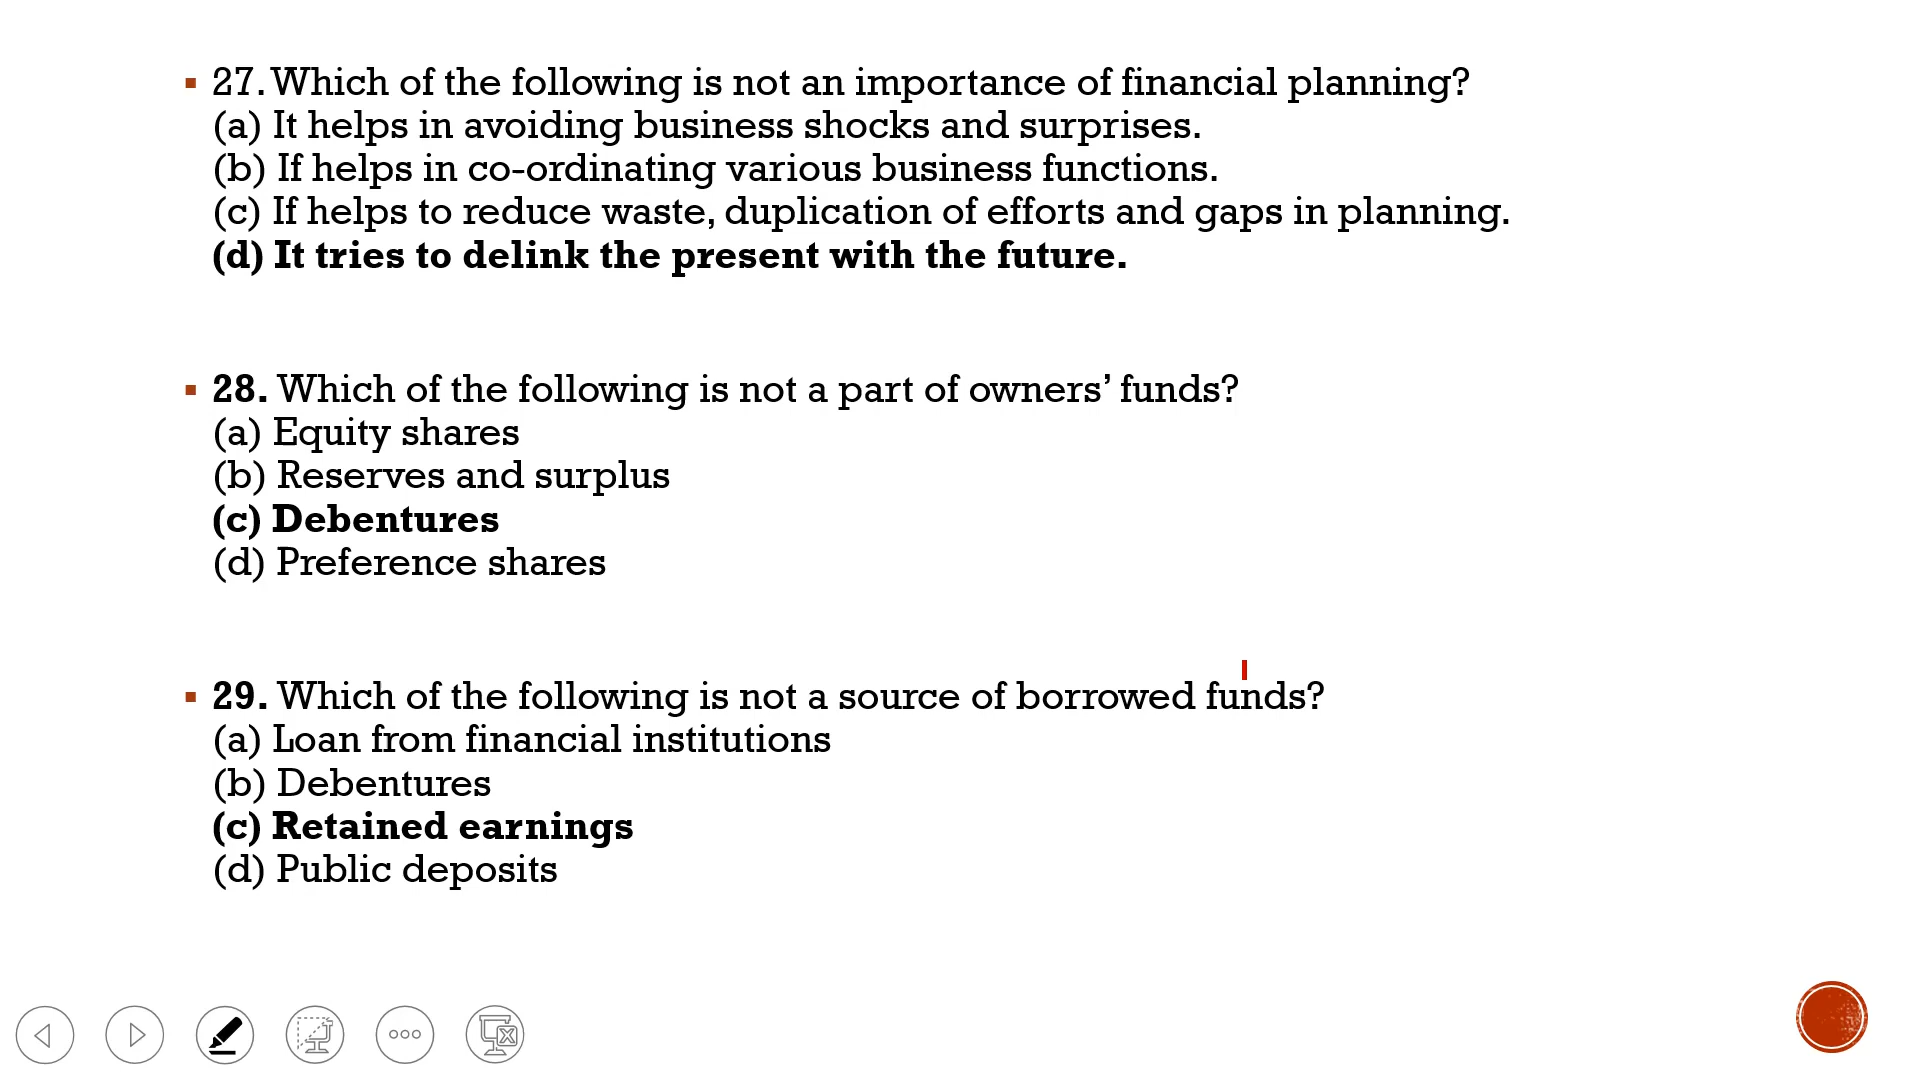 27. Which of the following is not an importance of financial planning?
(a) It helps in avoiding business shocks and surprises.
(b) If helps in co-ordinating various business functions.
(c) If helps to reduce waste, duplication of efforts and gaps in planning.
(d) It tries to delink the present with the future.
28. Which of the following is not a part of owners’ funds?
(a) Equity shares
(b) Reserves and surplus
(c) Debentures
(d) Preference shares
29. Which of the following is not a source of borrowed funds?
(a) Loan from financial institutions
(b) Debentures
(c) Retained earnings
(d) Public deposits